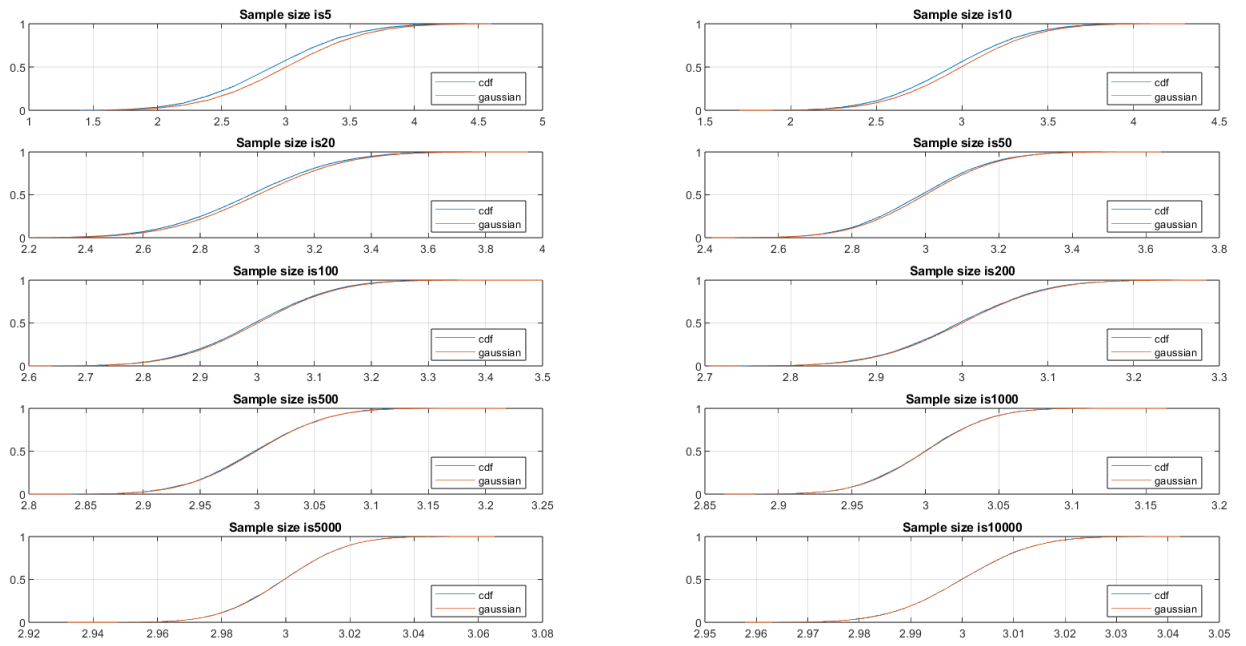 Sample size is5
1
0.5
0
1 1.5 2 2.5 3 3.5 4 4.5 5
cdf
gaussian
Sample size is10
1
0.5
0
1.5 2 2.5 3 3.5 4 4.5
cdf
gaussian
Sample size is20
1
0.5
0
2.2 2.4 2.6 2.8 3 3.2 3.4 3.6 3.8 4
cdf
gaussian
Sample size is50
1
0.5
0
2.4 2.6 2.8 3 3.2 3.4 3.6 3.8
cdf
gaussian
Sample size is100
1
0.5
0
2.6 2.7 2.8 2.9 3 3.1 3.2 3.3 3.4 3.5
cdf
gaussian
Sample size is200
1
0.5
0
2.7 2.8 2.9 3 3.1 3.2 3.3
cdf
gaussian
Sample size is500
1
0.5
0
2.8 2.85 2.9 2.95 3 3.05 3.1 3.15 3.2 3.25
cdf
gaussian
Sample size is1000
1
0.5
0
2.85 2.9 2.95 3 3.05 3.1 3.15 3.2
cdf
gaussian
Sample size is5000
1
0.5
0
2.92 2.94 2.96 2.98 3 3.02 3.04 3.06 3.08
cdf
gaussian
Sample size is10000
1
0.5
0
2.95 2.96 2.97 2.98 2.99 3 3.01 3.02 3.03 3.04 3.05
cdf
gaussian